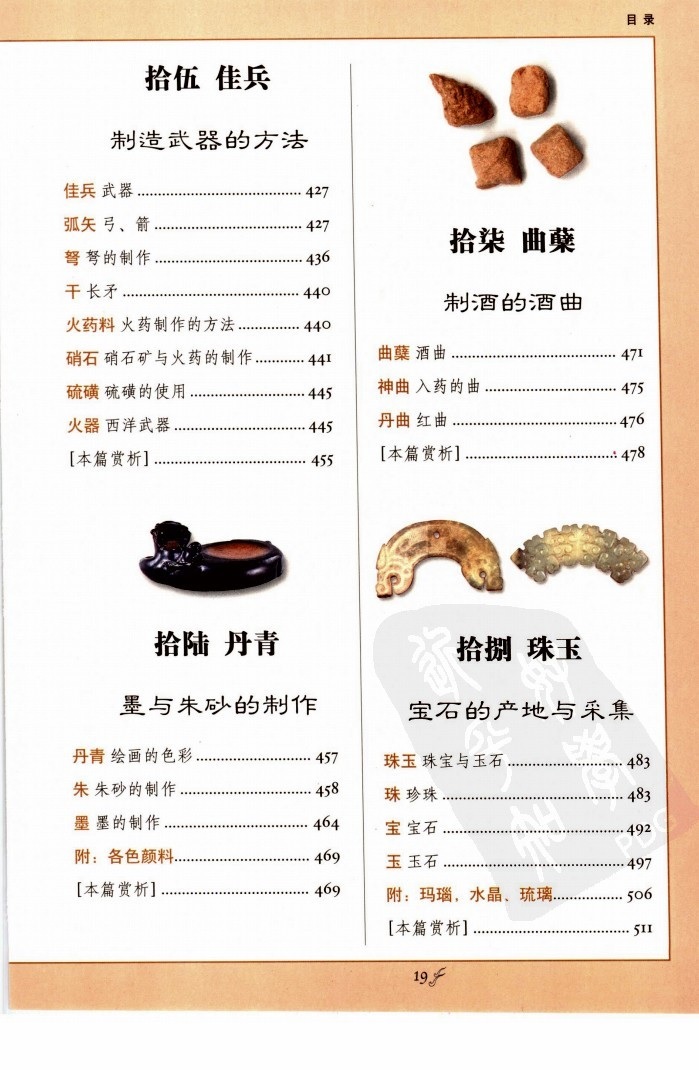 目录
拾伍 佳兵
制造武器的方法
佳兵 武器 427
弧矢 弓、箭 427
弩 弩的制作 436
干 长矛 440
火药料 火药制作的方法 440
硝石 硝石矿与火药的制作 441
硫磺 硫磺的使用 445
火器 西洋武器 445
[本篇赏析] 455
拾陆 丹青
墨与朱砂的制作
丹青 绘画的色彩 457
朱 朱砂的制作 458
墨 墨的制作 464
附：各色颜料 469
[本篇赏析] 469
拾柒 曲蘖
制酒的酒曲
曲蘖 酒曲 471
神曲 入药的曲 475
丹曲 红曲 476
[本篇赏析] 478
拾捌 珠玉
宝石的产地与采集
珠玉 珠宝与玉石 483
珠 珍珠 483
宝 宝石 492
玉 玉石 497
附：玛瑙，水晶、琉璃 506
[本篇赏析] 511
PDG
19